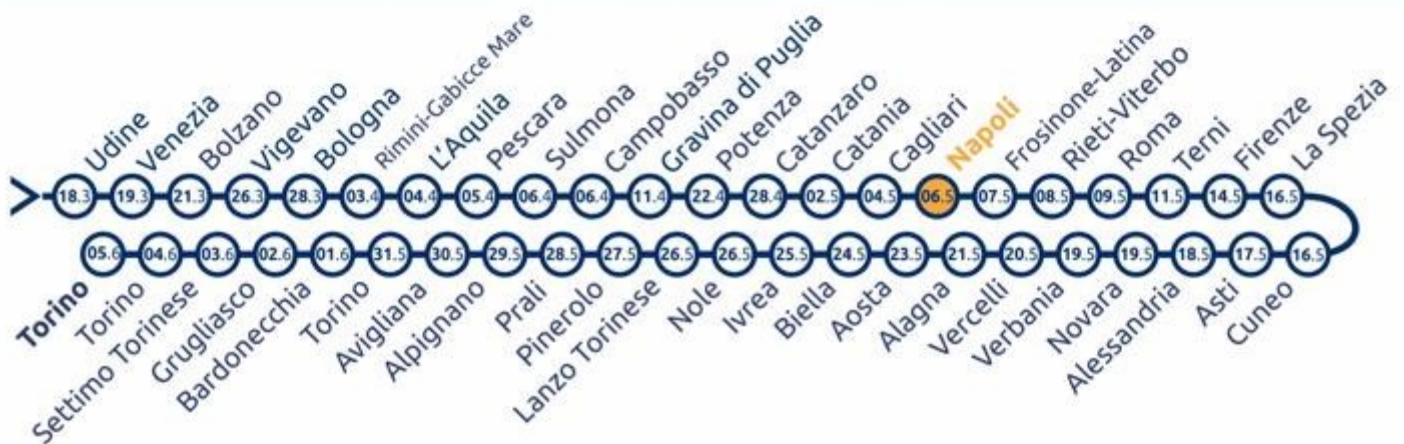 Udine
Venezia
Bolzano
Vigevano
Bologna
Rimini-Gabicce Mare
L'Aquila
Pescara
Sulmona
Campobasso
Gravina di Puglia
Potenza
Catanzaro
Catania
Cagliari
Napoli
Frosinone-Latina
Rieti-Viterbo
Roma
Terni
Firenze
La Spezia
18.3 19.3 21.3 26.3 28.3 03.4 04.4 05.4 06.4 06.4 11.4 22.4 28.4 02.5 04.5 06.5 07.5 08.5 09.5 11.5 14.5 16.5
05.6 04.6 03.6 02.6 01.6 31.5 30.5 29.5 28.5 27.5 26.5 26.5 25.5 24.5 23.5 21.5 20.5 19.5 19.5 18.5 17.5 16.5
Torino
Torino
Settimo Torinese
Grugliasco
Bardonecchia
Torino
Avigliana
Alpignano
Prali
Pinerolo
Lanzo Torinese
Nole
Ivrea
Biella
Aosta
Alagna
Vercelli
Verbania
Novara
Alessandria
Asti
Cuneo